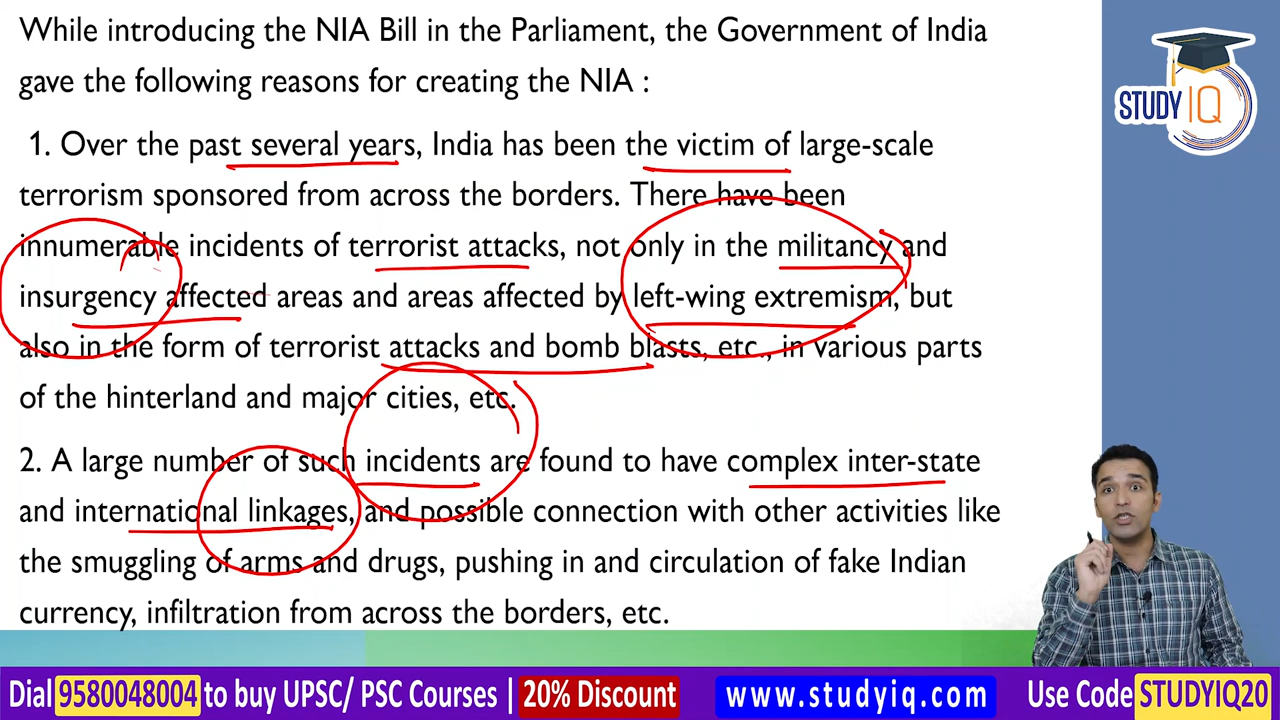 While introducing the NIA Bill in the Parliament, the Government of India
gave the following reasons for creating the NIA :
1. Over the past several years, India has been the victim of large-scale
terrorism sponsored from across the borders. There have been
innumerable incidents of terrorist attacks, not only in the militancy and
insurgency affected areas and areas affected by left-wing extremism, but
also in the form of terrorist attacks and bomb blasts, etc., in various parts
of the hinterland and major cities, etc.
2. A large number of such incidents are found to have complex inter-state
and international linkages, and possible connection with other activities like
the smuggling of arms and drugs, pushing in and circulation of fake Indian
currency, infiltration from across the borders, etc.
STUDY IQ
Dial 9580048004 to buy UPSC/ PSC Courses | 20% Discount www.studyiq.com Use Code STUDYIQ20